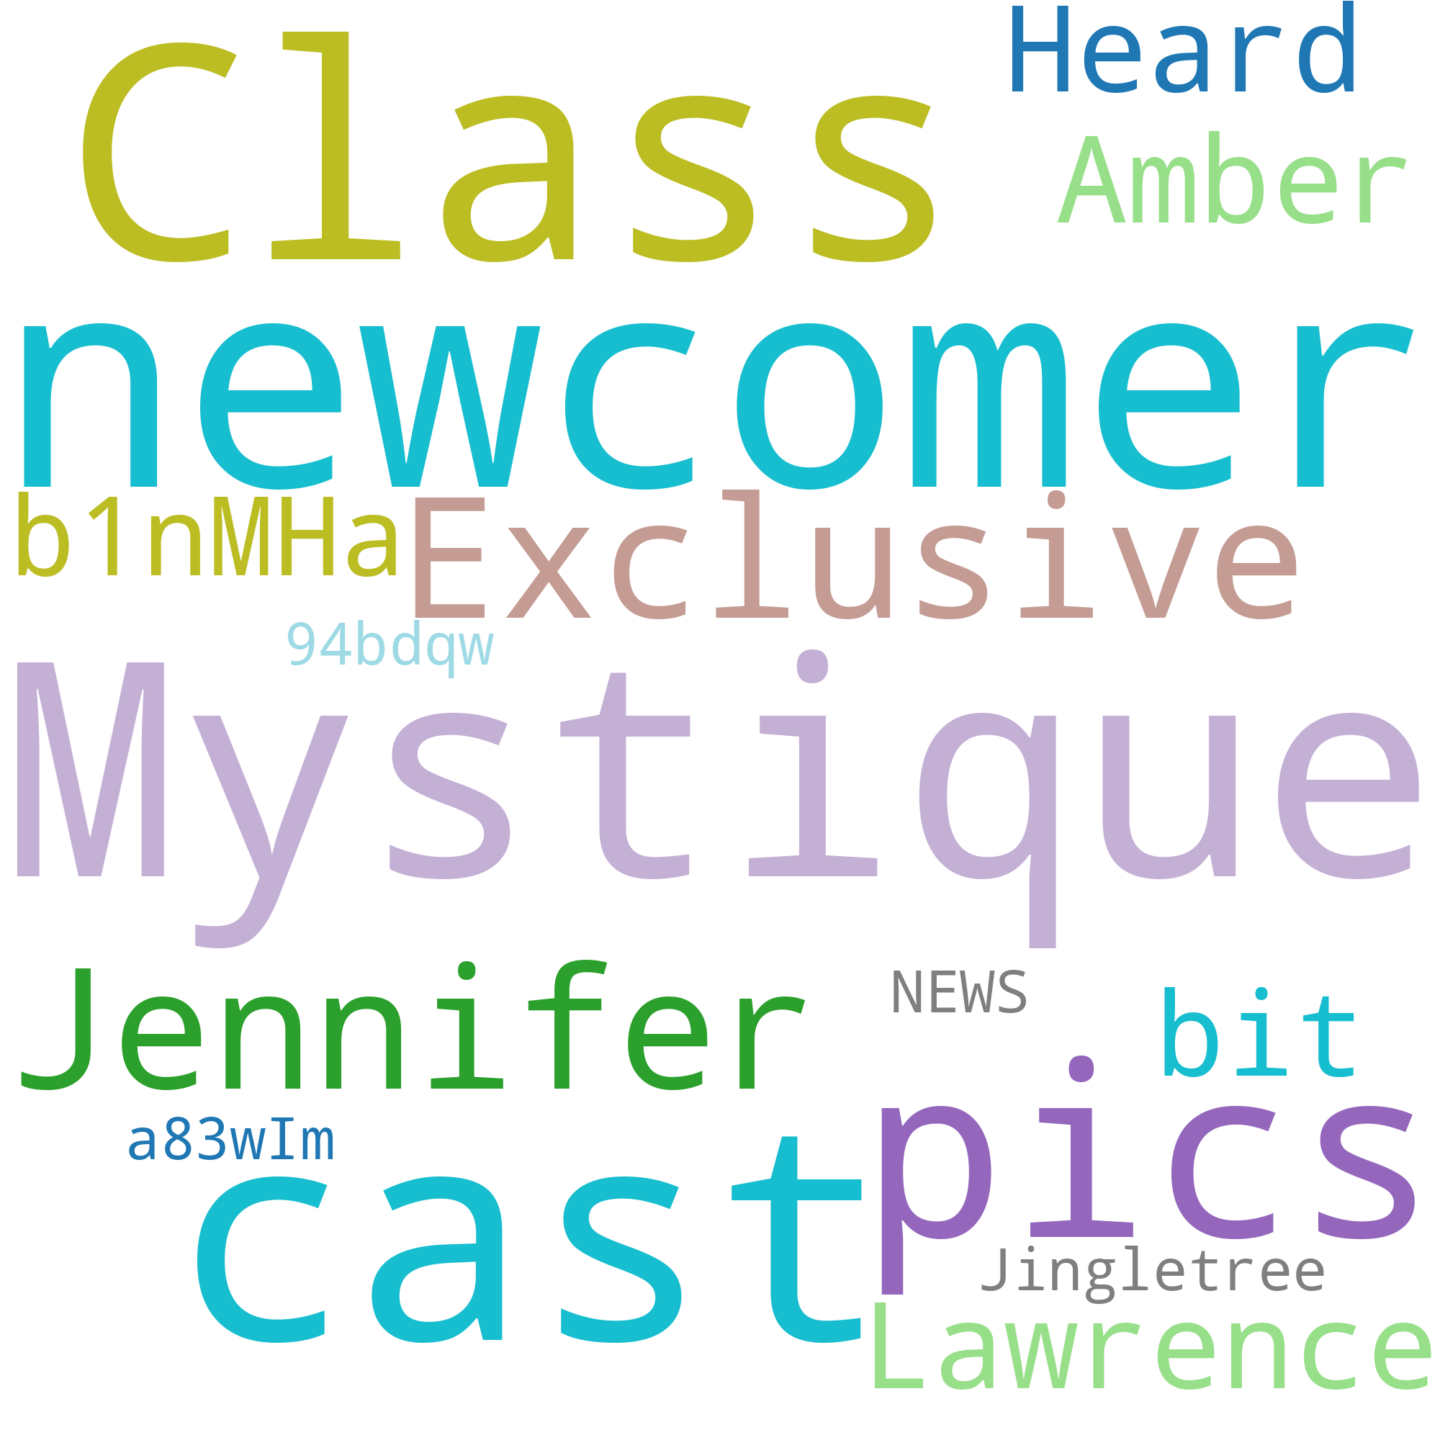 Class
Heard
Amber
newcomer
b1nMHa
Exclusive
94bdqw
Mystique
Jennifer
NEWS
bit
pics
a83wIm
cast
Jingletree
Lawrence